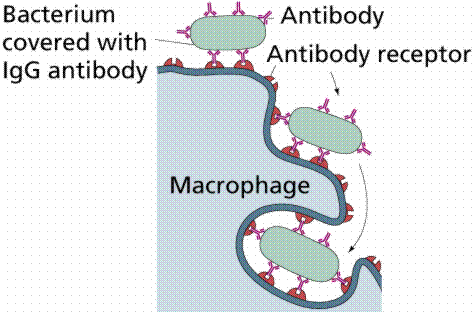 Bacterium
covered with
IgG antibody
Antibody
Antibody receptor
Macrophage